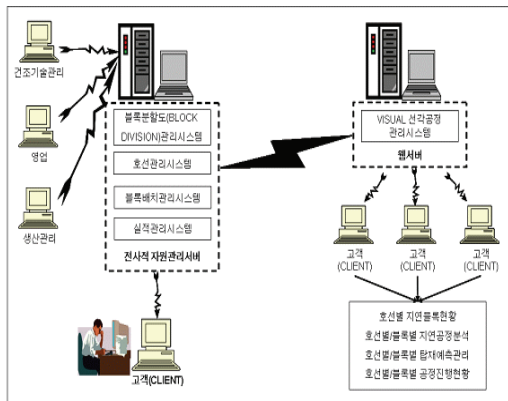 건조기술관리
영업
생산관리
블록분할도(BLOCK
DIVISION)관리시스템
호선관리시스템
블록배치관리시스템
실적관리시스템
전사적 자원관리서버
고객(CLIENT)
VISUAL 선각공정
관리시스템
웹서버
고객
(CLIENT)
고객
(CLIENT)
고객
(CLIENT)
호선별 지연블록현황
호선별/블록별 지연공정분석
호선별/블록별 탑재예측관리
호선별/블록별 공정진행현황